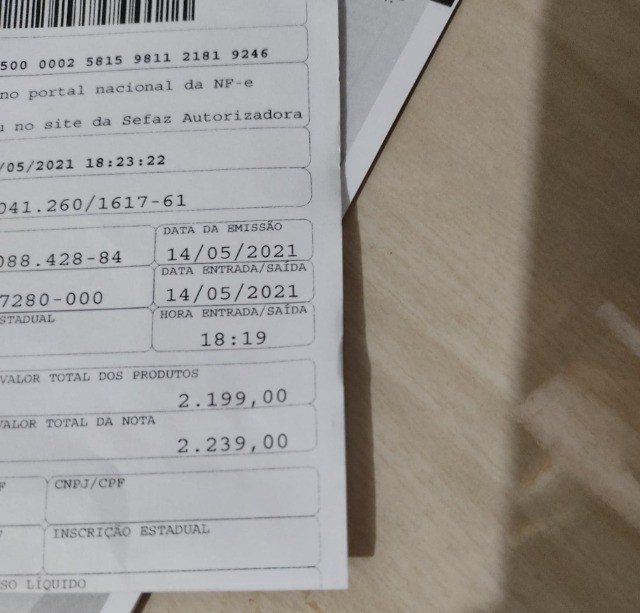 500 0002 5815 9811 2181 9246
no portal nacional da NF-e
u no site da Sefaz Autorizadora
/05/2021 18:23:22
041.260/1617-61
DATA DA EMISSÃO
088.428-84
14/05/2021
DATA ENTRADA/SAÍDA
7280-000
14/05/2021
STADUAL
HORA ENTRADA/SAÍDA
18:19
VALOR TOTAL DOS PRODUTOS
2.199,00
VALOR TOTAL DA NOTA
2.239,00
F
CNPJ/CPF
INSCRIÇÃO ESTADUAL
SO LÍQUIDO